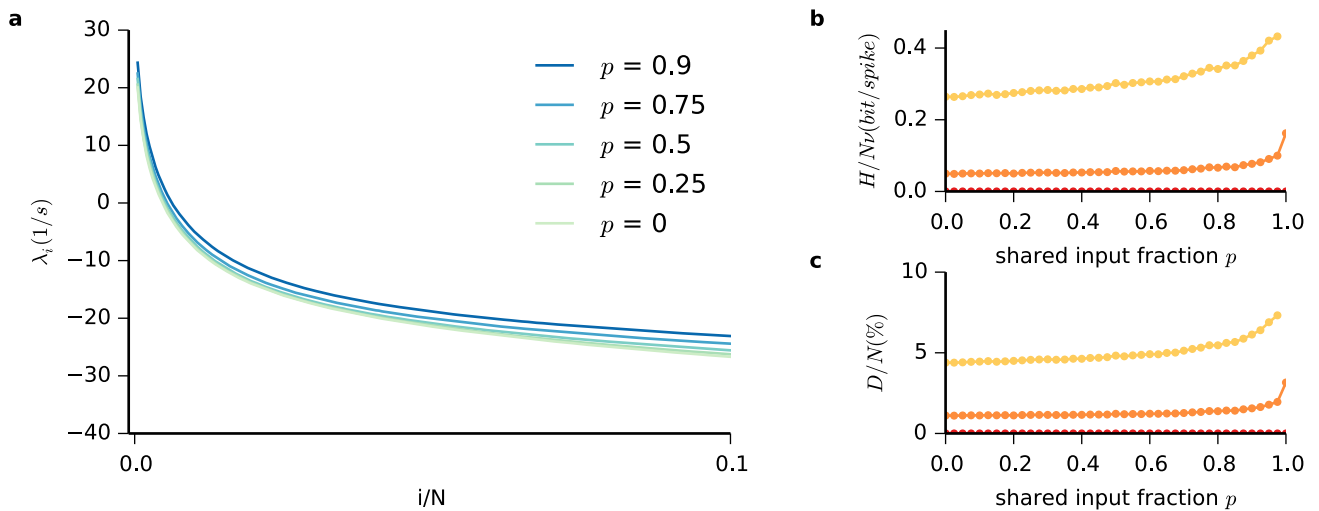 a
30
20
10
0
−10
−20
−30
−40
λi(1/s)
0.0
0.1
i/N
p = 0.9
p = 0.75
p = 0.5
p = 0.25
p = 0
b
0.4
0.2
0.0
H/Nν(bit/spike)
0.0 0.2 0.4 0.6 0.8 1.0
shared input fraction p
c
10
5
0
D/N(%)
0.0 0.2 0.4 0.6 0.8 1.0
shared input fraction p